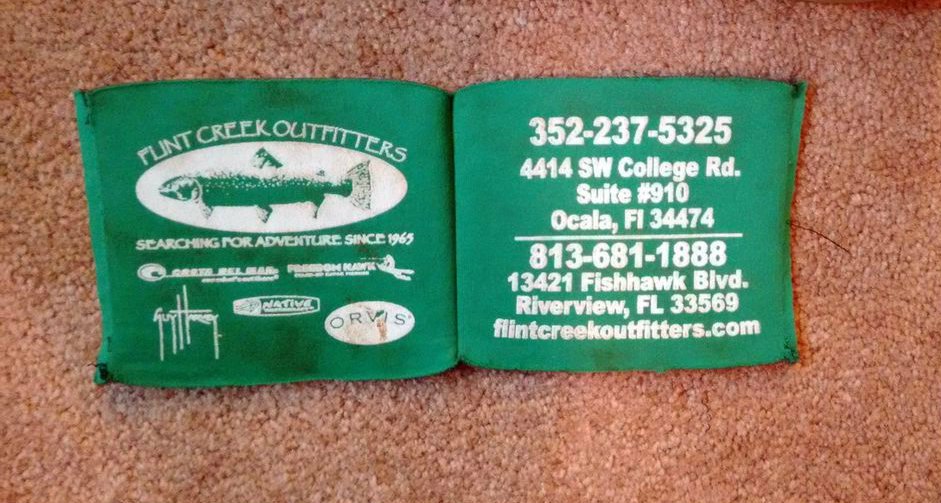 FLINT CREEK OUTFITTERS
SEARCHING FOR ADVENTURE SINCE 1965
COSTA DEL MAR
FREEDOM HAWK
GUY HARVEY
NATIVE
ORVIS
352-237-5325
4414 SW College Rd.
Suite #910
Ocala, Fl 34474
813-681-1888
13421 Fishhawk Blvd.
Riverview, FL 33569
flintcreekoutfitters.com